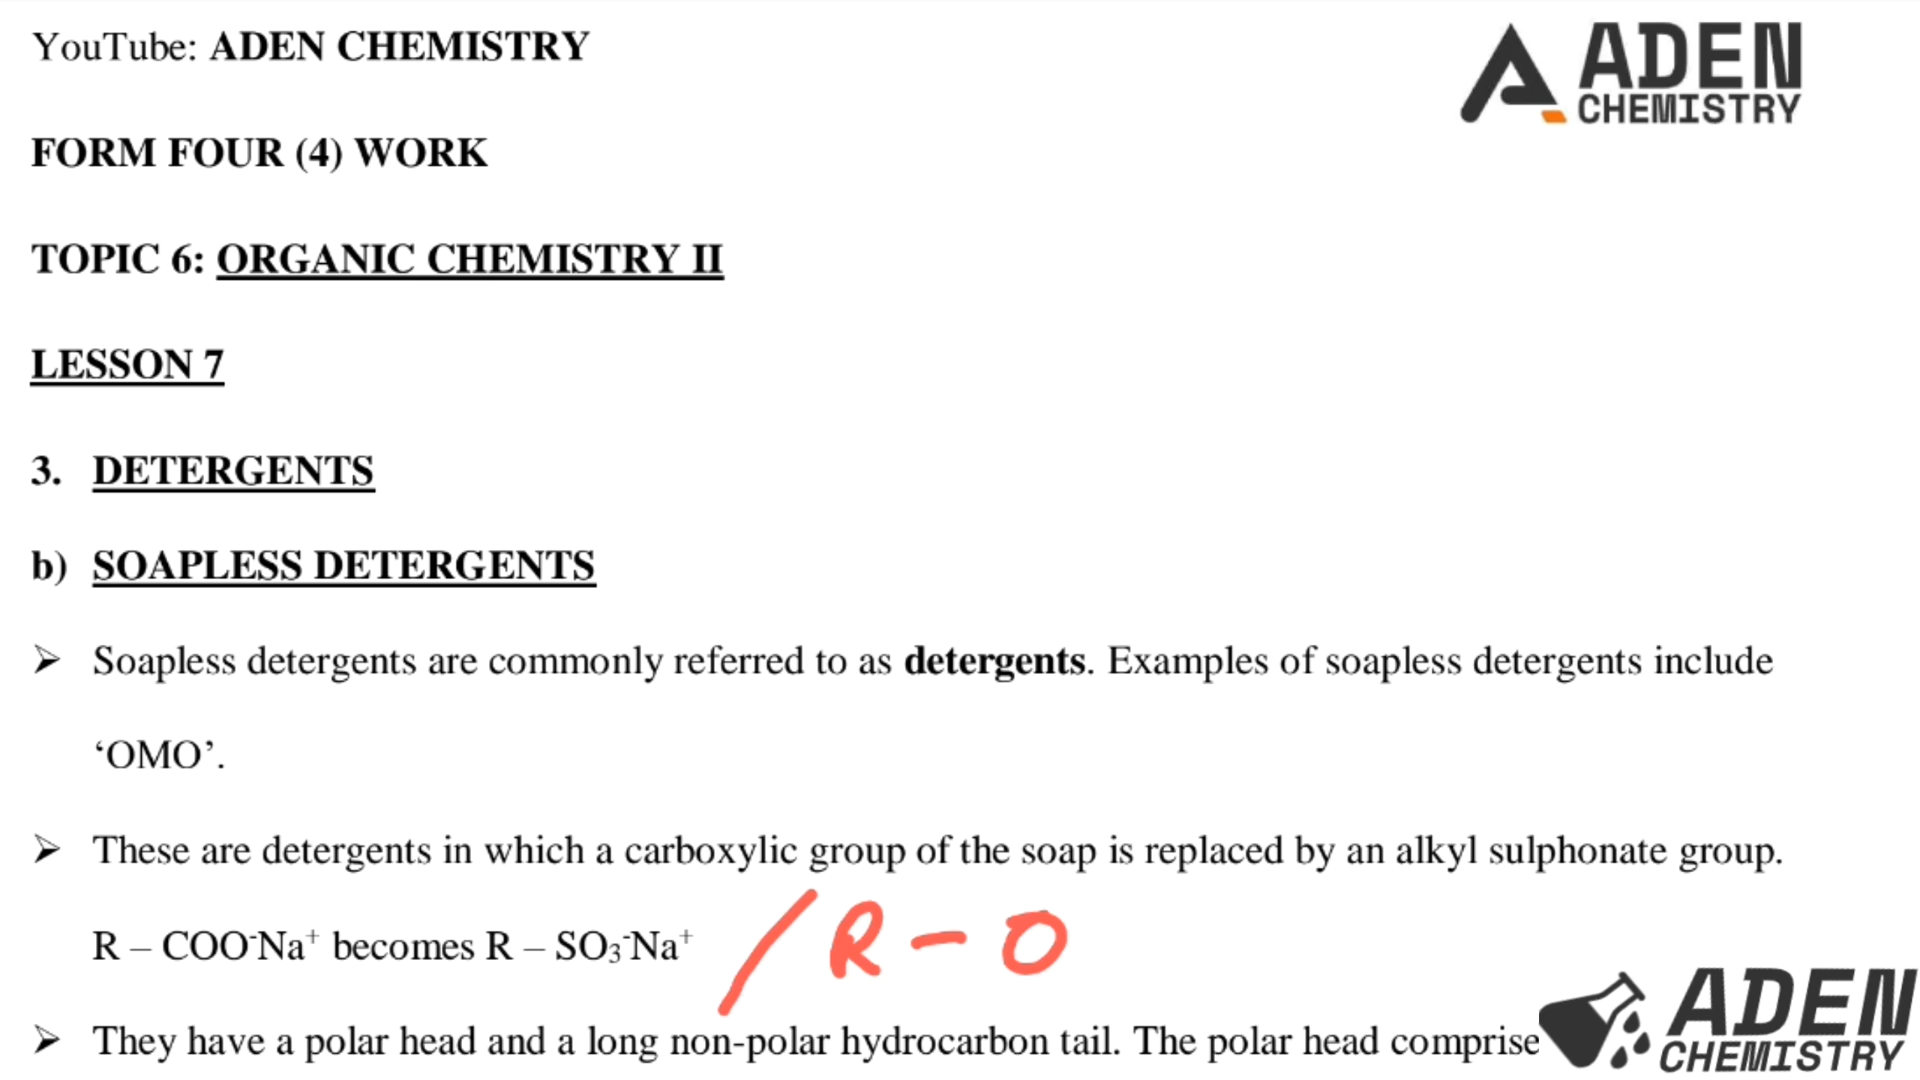 YouTube: ADEN CHEMISTRY
ADEN
CHEMISTRY
FORM FOUR (4) WORK
TOPIC 6: ORGANIC CHEMISTRY II
LESSON 7
3. DETERGENTS
b) SOAPLESS DETERGENTS
➢ Soapless detergents are commonly referred to as detergents. Examples of soapless detergents include
‘OMO’.
➢ These are detergents in which a carboxylic group of the soap is replaced by an alkyl sulphonate group.
R – COO⁻Na⁺ becomes R – SO₃⁻Na⁺ / R – O
➢ They have a polar head and a long non-polar hydrocarbon tail. The polar head comprise
ADEN
CHEMISTRY